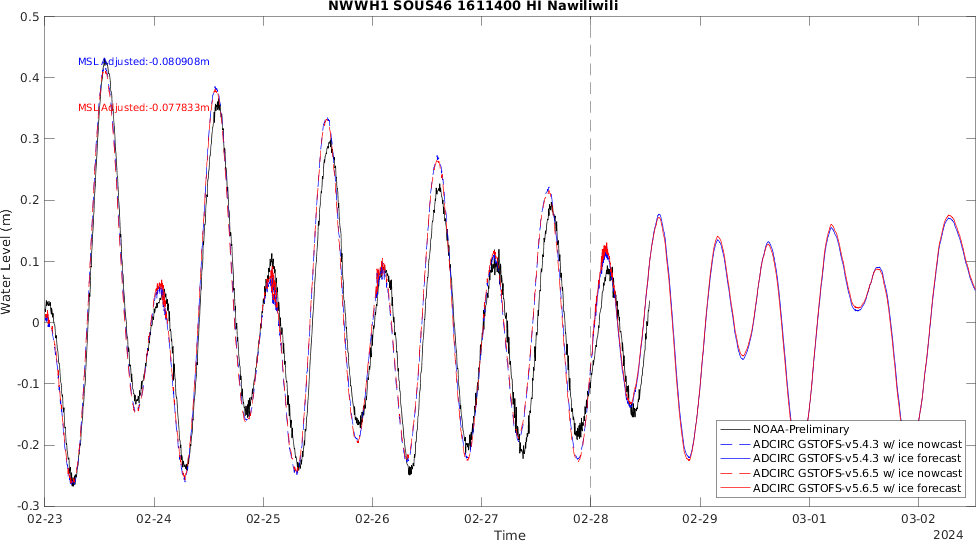 NWWH1 SOUS46 1611400 HI Nawiliwili
0.5
MSL Adjusted:-0.080908m
0.4
MSL Adjusted:-0.077833m
0.3
0.2
0.1
0
-0.1
-0.2
-0.3
Water Level (m)
NOAA-Preliminary
ADCIRC GSTOFS-v5.4.3 w/ ice nowcast
ADCIRC GSTOFS-v5.4.3 w/ ice forecast
ADCIRC GSTOFS-v5.6.5 w/ ice nowcast
ADCIRC GSTOFS-v5.6.5 w/ ice forecast
02-23 02-24 02-25 02-26 02-27 02-28 02-29 03-01 03-02
Time
2024